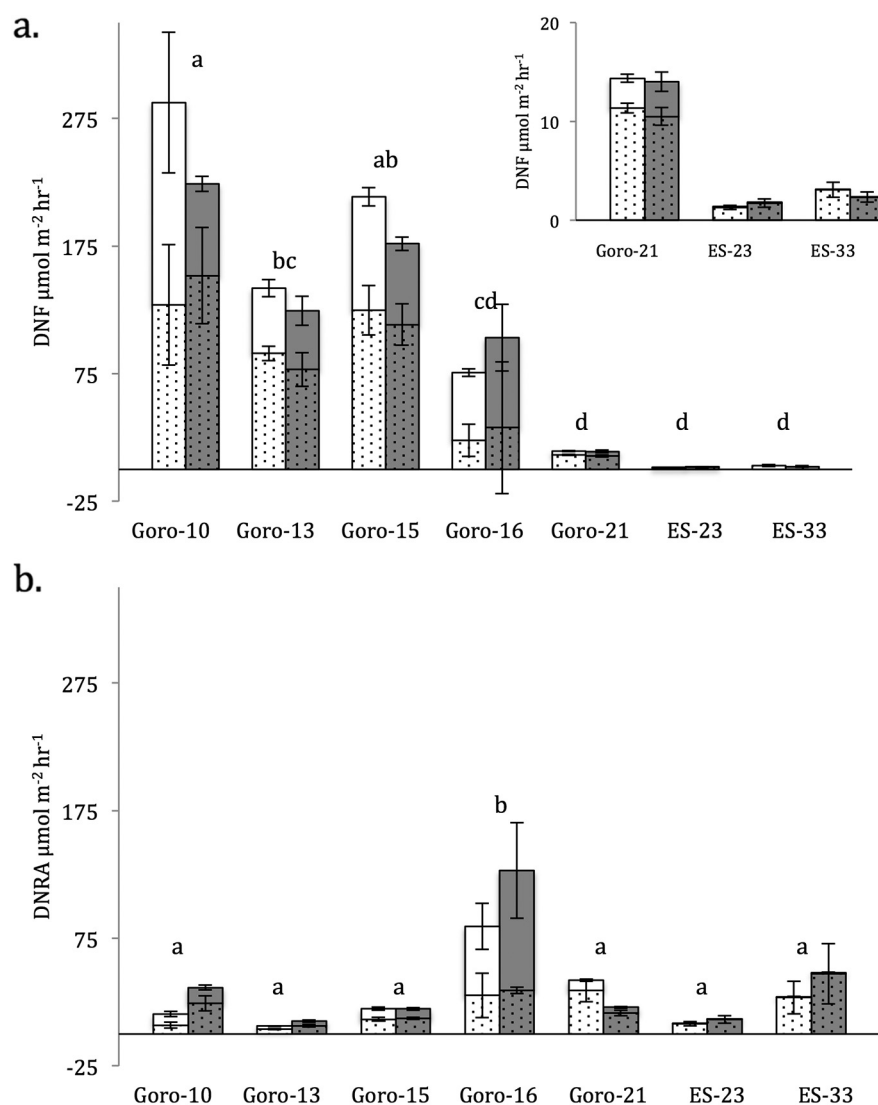 a.
DNF µmol m⁻² hr⁻¹
275
175
75
-25
a
bc
ab
cd
d
d
d
Goro-10 Goro-13 Goro-15 Goro-16 Goro-21 ES-23 ES-33
DNF µmol m⁻² hr⁻¹
20
10
0
Goro-21 ES-23 ES-33
b.
DNRA µmol m⁻² hr⁻¹
275
175
75
-25
a
a
a
b
a
a
a
Goro-10 Goro-13 Goro-15 Goro-16 Goro-21 ES-23 ES-33